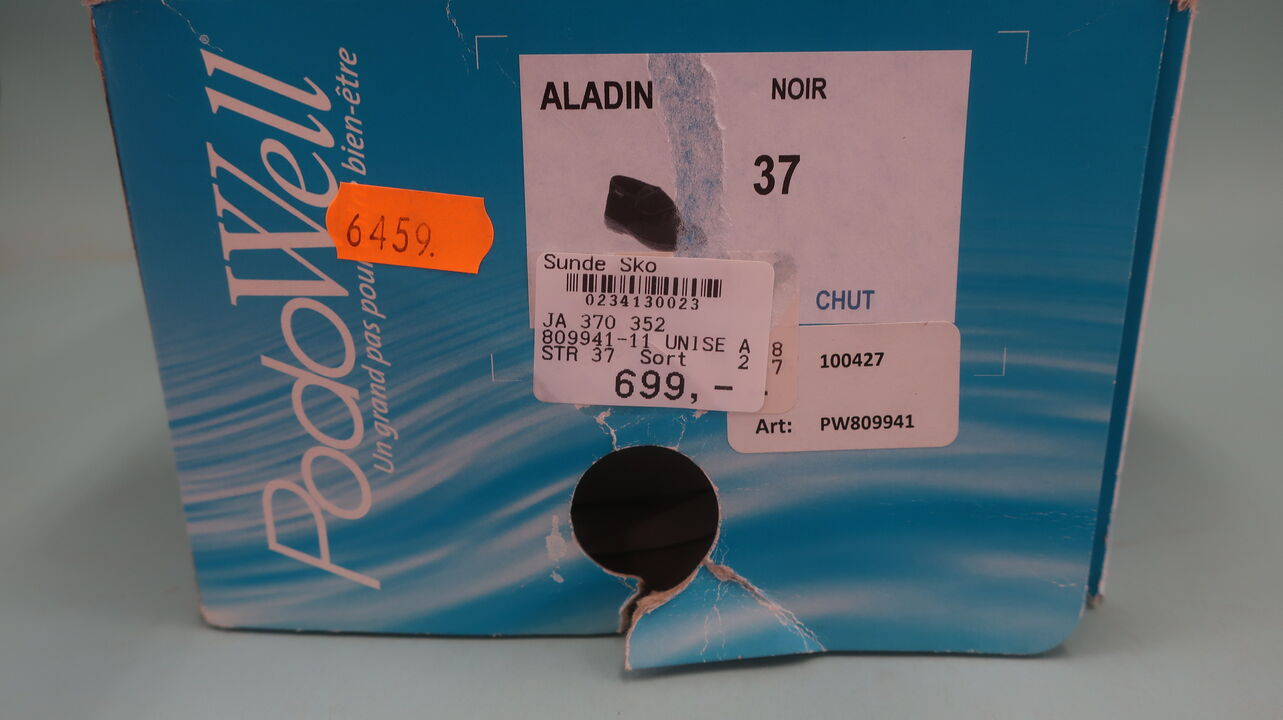 PodoWell®
Un grand pas pour bien-être
6459.
ALADIN
NOIR
37
CHUT
Sunde Sko
0234130023
JA 370 352
809941-11 UNISE A
STR 37 Sort 2
699,-
8
7
100427
Art: PW809941